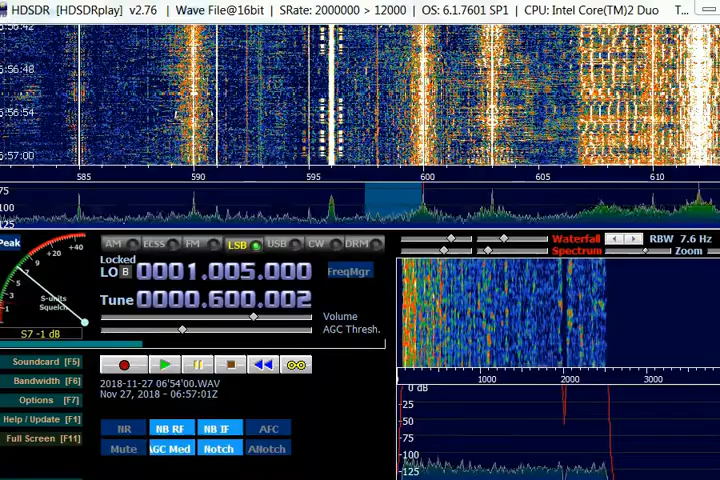 HDSDR [HDSDRplay] v2.76 | Wave File@16bit | SRate: 2000000 > 12000 | OS: 6.1.7601 SP1 | CPU: Intel Core(TM)2 Duo T...
5:56:42
5:56:54
5:57:00
585 590 595 600 605 610
75
100
125
Peak
1 3 5 7 9 +20 +40
S-units
Squelch
S7 -1 dB
AM ECSS FM LSB USB CW DRM
Locked
LO B 0001.005.000 FreqMgr
Tune 0000.600.002
Volume
AGC Thresh.
Waterfall RBW 7.6 Hz
Spectrum Zoom
Soundcard [F5]
Bandwidth [F6]
Options [F7]
Help / Update [F1]
Full Screen [F11]
2018-11-27 06'54'00.WAV
Nov 27, 2018 - 06:57:01Z
NR NB RF NB IF AFC
Mute AGC Med Notch ANotch
0 1000 2000 3000
0 dB
-25
-50
-75
-100
-125